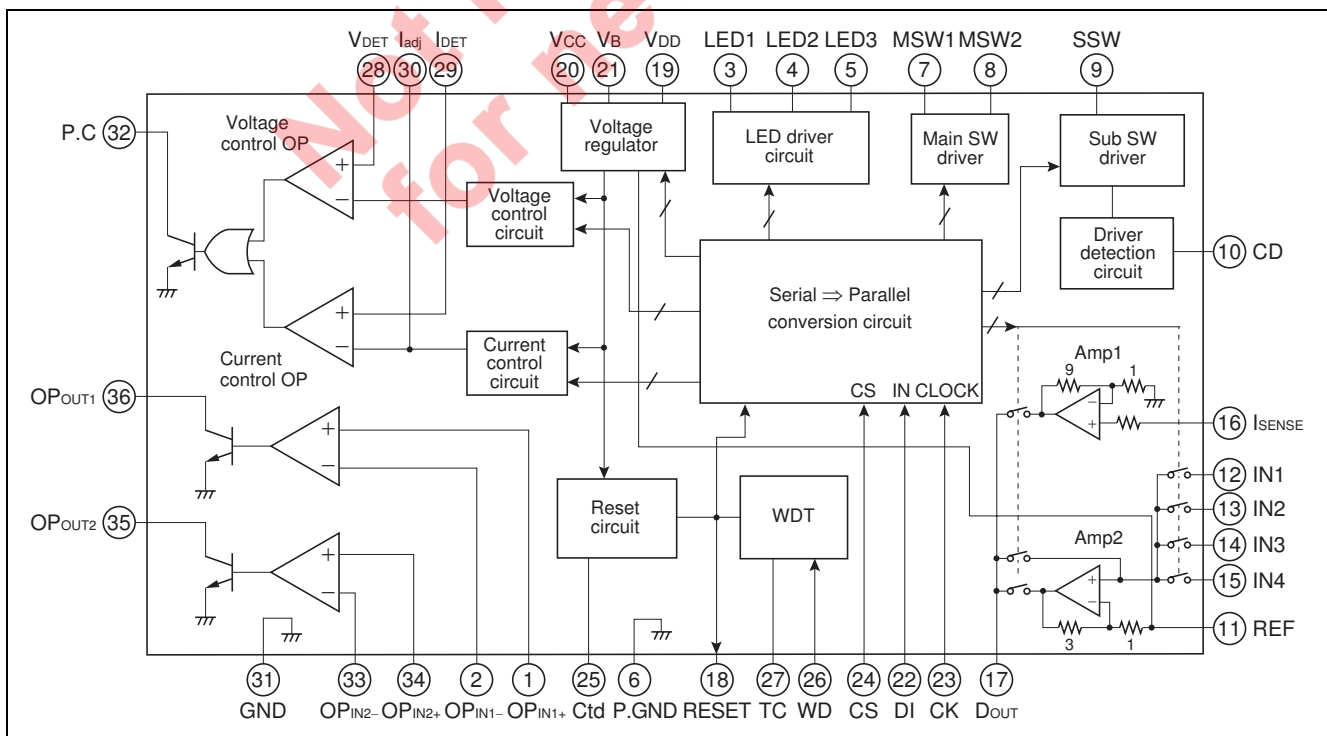 Not
for ne
VDET Iadj IDET VCC VB VDD LED1 LED2 LED3 MSW1 MSW2 SSW
28 30 29 20 21 19 3 4 5 7 8 9
P.C 32
Voltage
control OP
Voltage
regulator
LED driver
circuit
Main SW
driver
Sub SW
driver
+
−
Voltage
control
circuit
Driver
detection
circuit
10 CD
Serial ⇒ Parallel
conversion circuit
+
−
Current
control OP
Current
control
circuit
CS IN CLOCK
Amp1
9 1
−
+
16 ISENSE
OPOUT1 36
+
−
12 IN1
13 IN2
14 IN3
15 IN4
OPOUT2 35
+
−
Reset
circuit
WDT
Amp2
+
−
3 1
11 REF
31 33 34 2 1 25 6 18 27 26 24 22 23 17
GND OPIN2− OPIN2+ OPIN1− OPIN1+ Ctd P.GND RESET TC WD CS DI CK DOUT